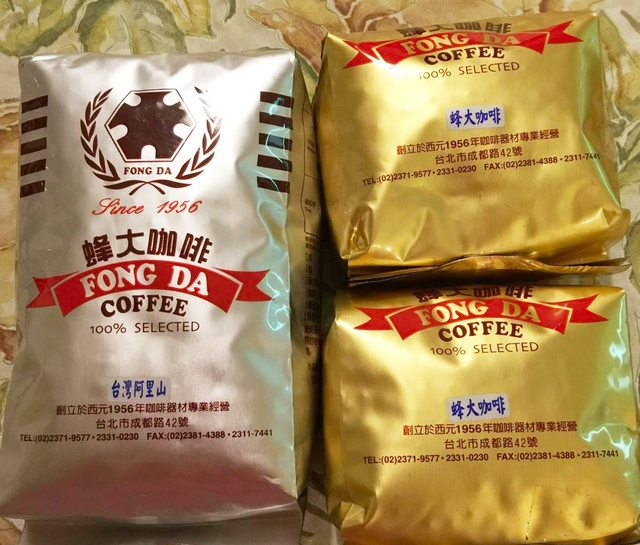 FONG DA
Since 1956
蜂大咖啡
FONG DA
COFFEE
100% SELECTED
台灣阿里山
創立於西元1956年咖啡器材專業經營
台北市成都路42號
TEL:(02)2371-9577・2331-0230 FAX:(02)2381-4388・2311-7441
蜂大咖啡
FONG DA
COFFEE
100% SELECTED
蜂大咖啡
創立於西元1956年咖啡器材專業經營
台北市成都路42號
TEL:(02)2371-9577・2331-0230 FAX:(02)2381-4388・2311-7441
蜂大咖啡
FONG DA
COFFEE
100% SELECTED
蜂大咖啡
創立於西元1956年咖啡器材專業經營
台北市成都路42號
TEL:(02)2371-9577・2331-0230 FAX:(02)2381-4388・2311-7441